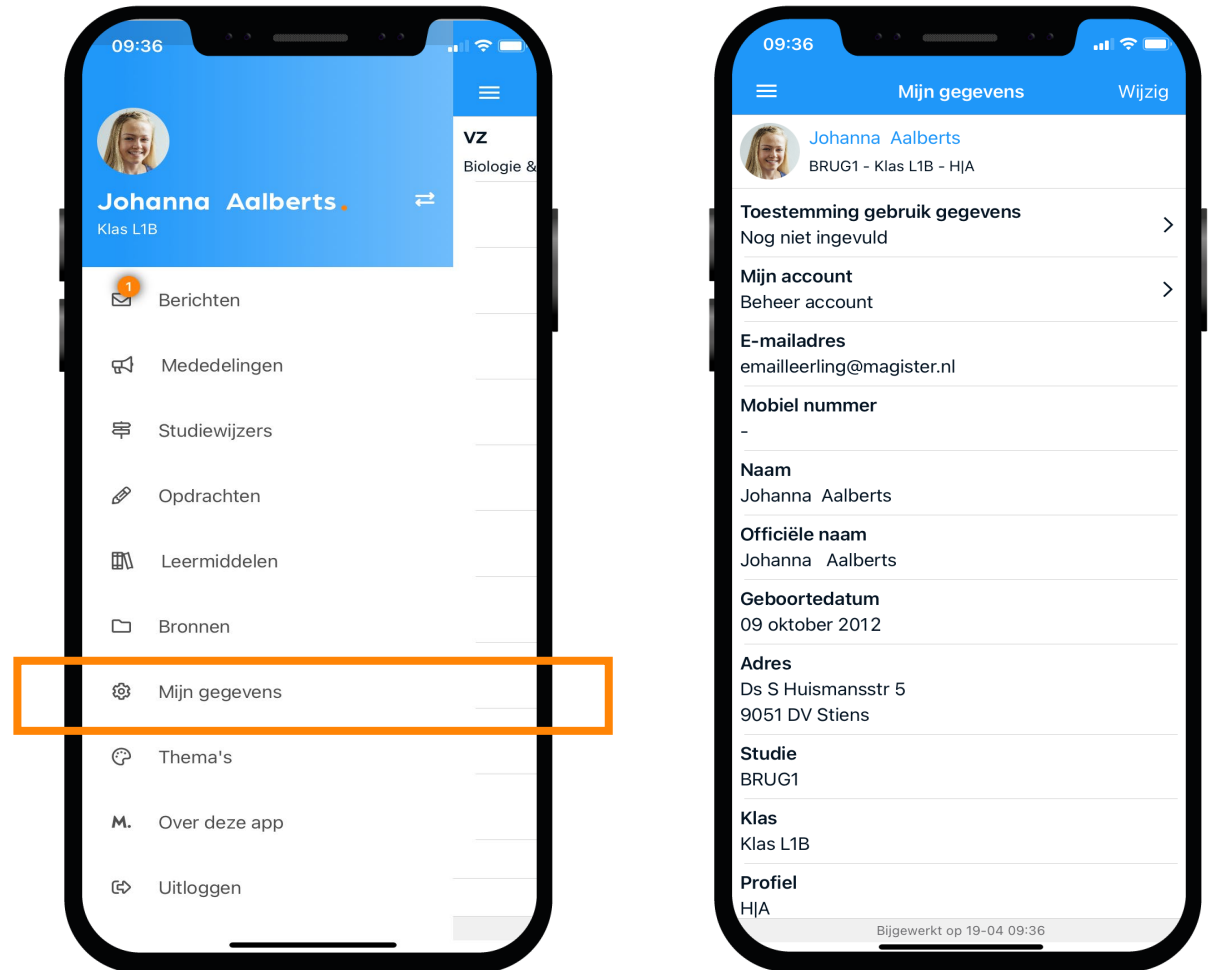 09:36
VZ
Biologie &
Johanna Aalberts.
Klas L1B
1
Berichten
Mededelingen
Studiewijzers
Opdrachten
Leermiddelen
Bronnen
Mijn gegevens
Thema's
M. Over deze app
Uitloggen
09:36
Mijn gegevens Wijzig
Johanna Aalberts
BRUG1 - Klas L1B - H|A
Toestemming gebruik gegevens
Nog niet ingevuld
Mijn account
Beheer account
E-mailadres
emailleerling@magister.nl
Mobiel nummer
-
Naam
Johanna Aalberts
Officiële naam
Johanna Aalberts
Geboortedatum
09 oktober 2012
Adres
Ds S Huismansstr 5
9051 DV Stiens
Studie
BRUG1
Klas
Klas L1B
Profiel
H|A
Bijgewerkt op 19-04 09:36